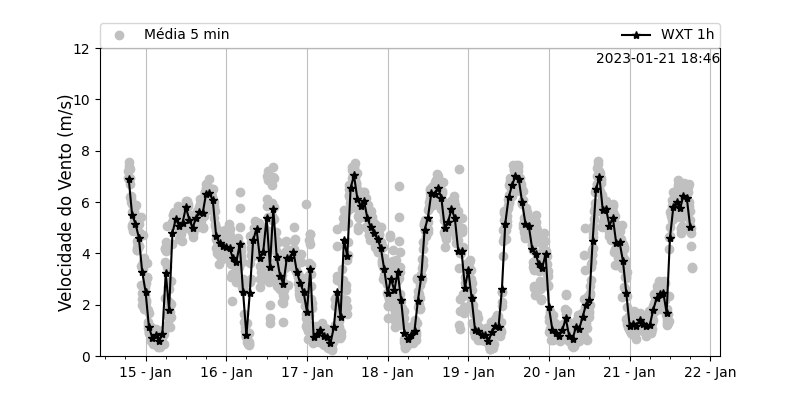 Média 5 min
WXT 1h
2023-01-21 18:46
Velocidade do Vento (m/s)
12
10
8
6
4
2
0
15 - Jan
16 - Jan
17 - Jan
18 - Jan
19 - Jan
20 - Jan
21 - Jan
22 - Jan